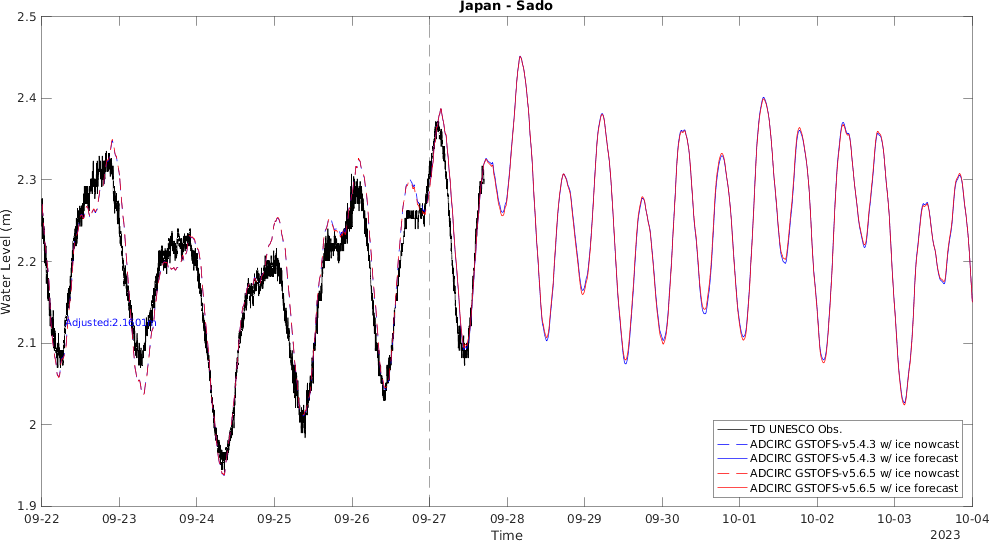 Japan - Sado
2.5
2.4
2.3
2.2
2.1
2
1.9
Water Level (m)
09-22 09-23 09-24 09-25 09-26 09-27 09-28 09-29 09-30 10-01 10-02 10-03 10-04
Time
2023
TD UNESCO Obs.
ADCIRC GSTOFS-v5.4.3 w/ ice nowcast
ADCIRC GSTOFS-v5.4.3 w/ ice forecast
ADCIRC GSTOFS-v5.6.5 w/ ice nowcast
ADCIRC GSTOFS-v5.6.5 w/ ice forecast